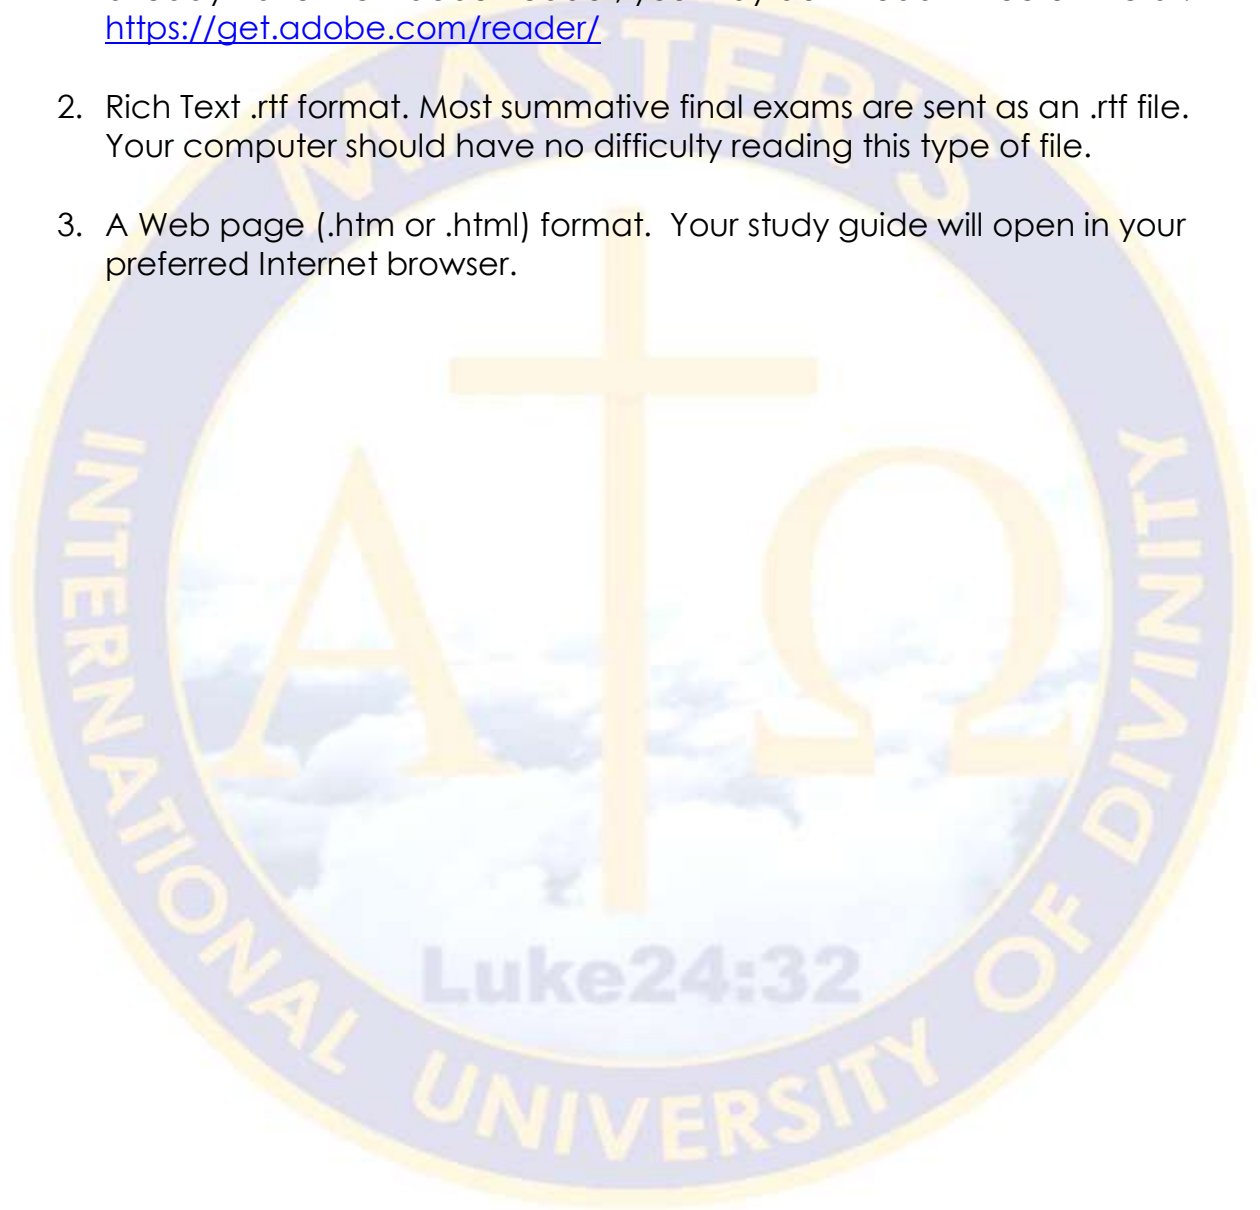 https://get.adobe.com/reader/
2. Rich Text .rtf format. Most summative final exams are sent as an .rtf file.
Your computer should have no difficulty reading this type of file.
3. A Web page (.htm or .html) format.  Your study guide will open in your
preferred Internet browser.
MASTER'S
INTERNATIONAL UNIVERSITY OF DIVINITY
Α Ω
Luke24:32